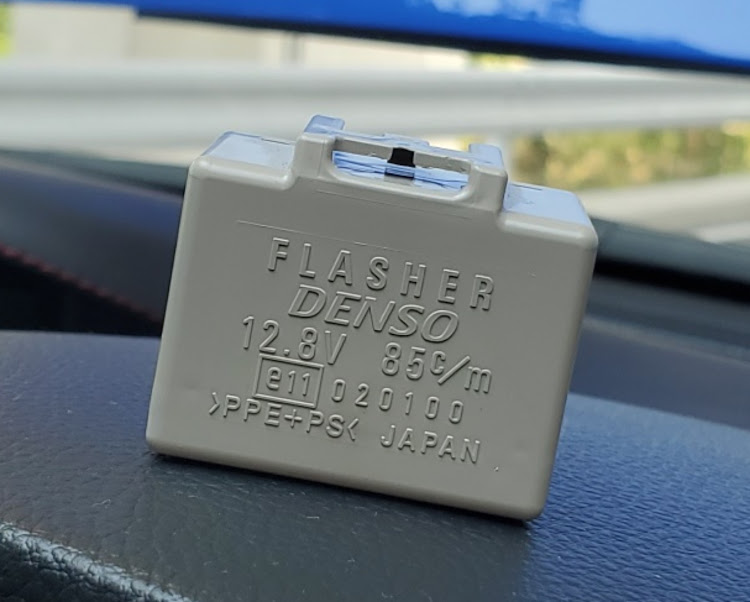 FLASHER
DENSO
12.8V 85c/m
e11 020100
>PPE+PS< JAPAN